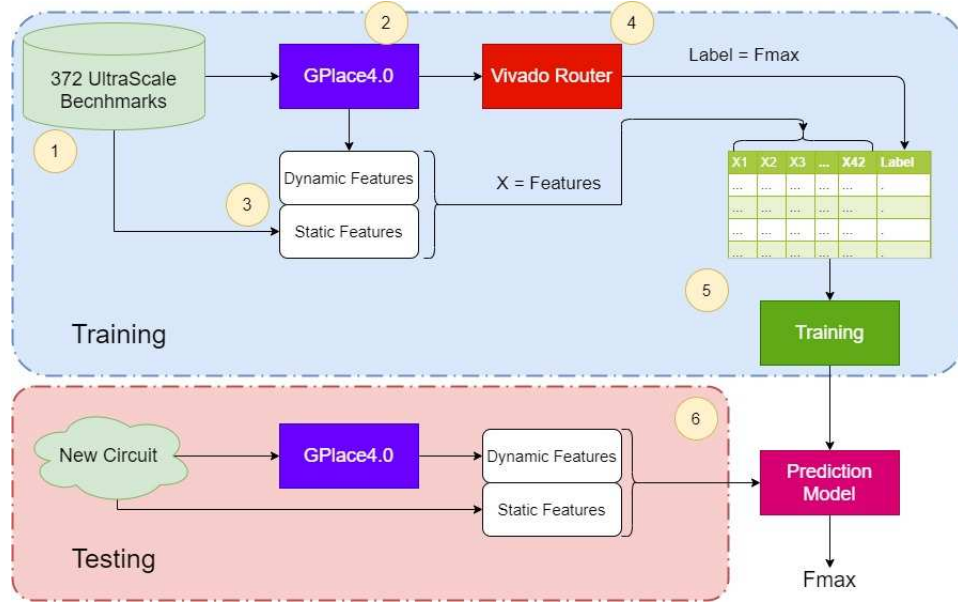 2
4
372 UltraScale
Becnhmarks
GPlace4.0
Vivado Router
Label = Fmax
1
Dynamic Features
X = Features
3
Static Features
X1 X2 X3 ... X42 Label
... ... ... ... ... .
... ... ... ... ... .
... ... ... ... ... .
... ... ... ... ... .
5
Training
Training
6
New Circuit
GPlace4.0
Dynamic Features
Static Features
Prediction
Model
Testing
Fmax